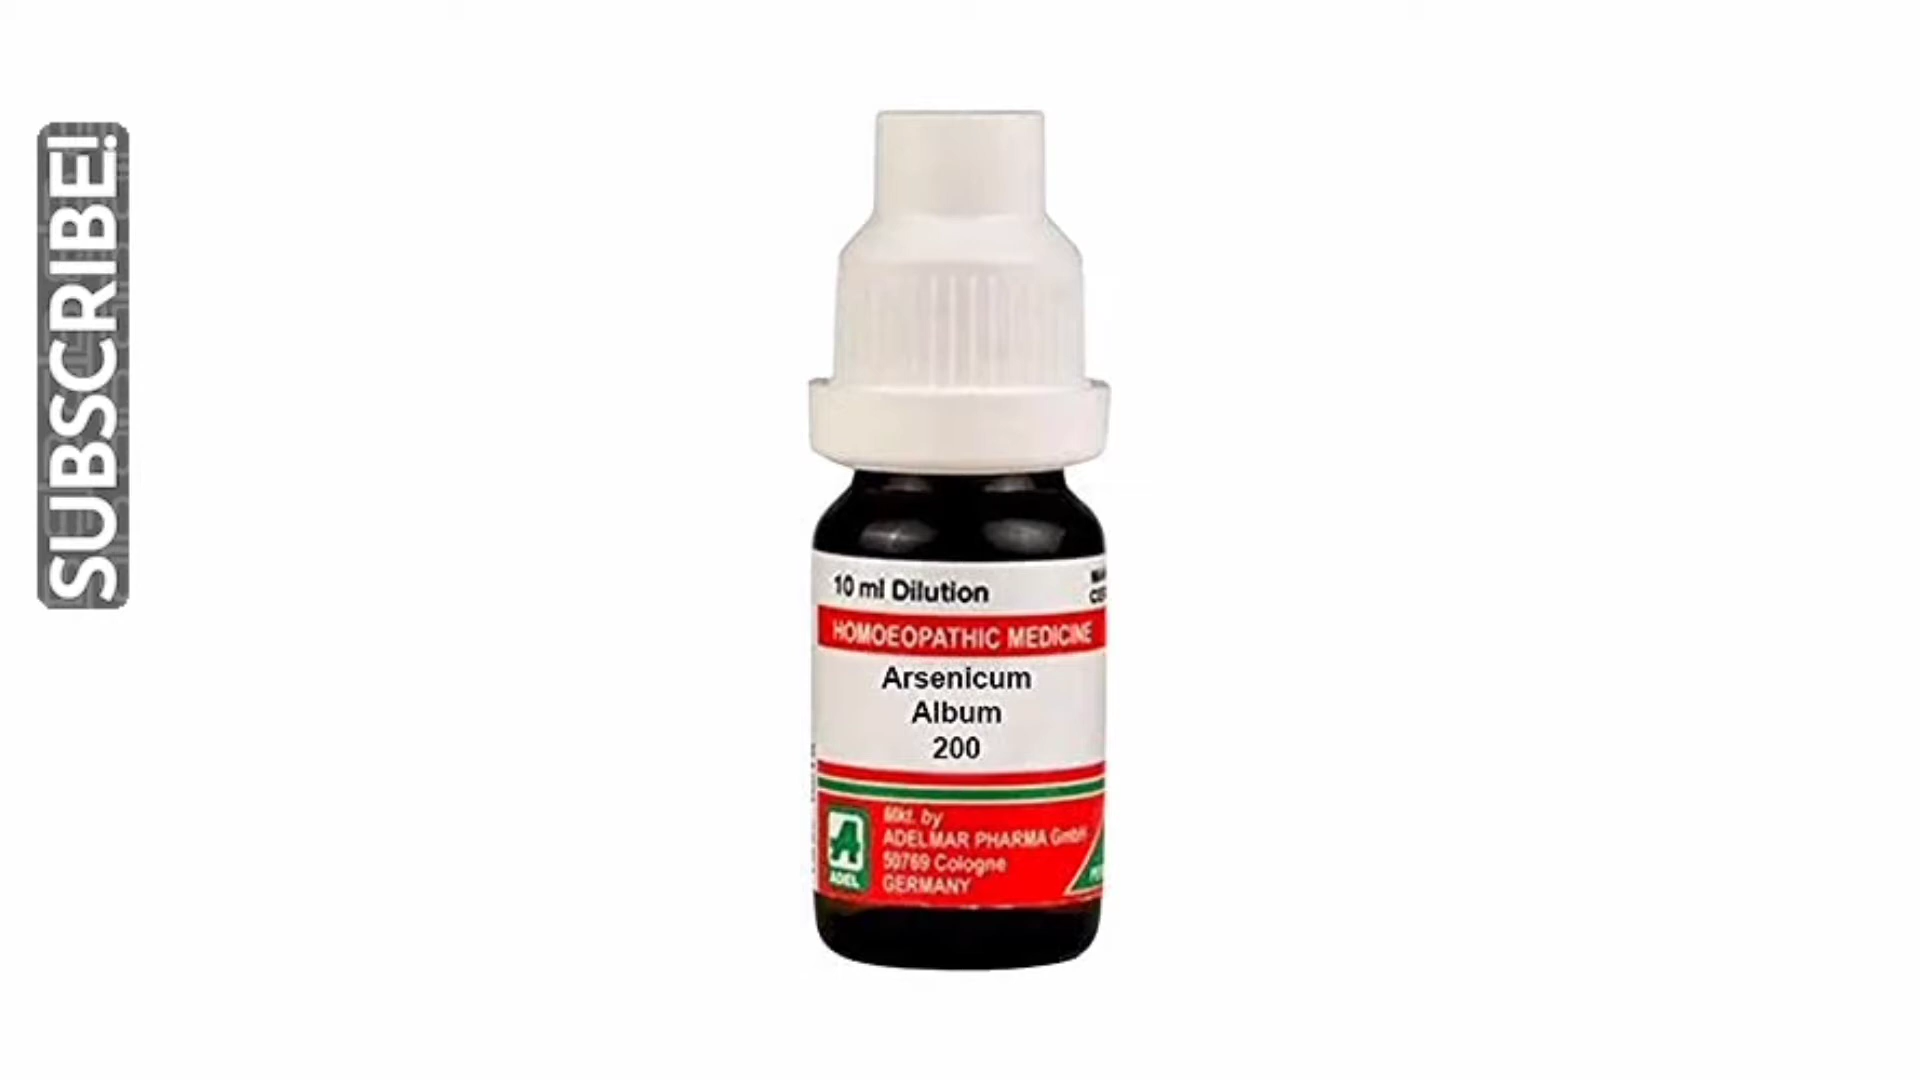 SUBSCRIBE!
10 ml Dilution
HOMOEOPATHIC MEDICINE
Arsenicum
Album
200
Mkt. by
ADELMAR PHARMA GmbH
50769 Cologne
GERMANY
ADEL